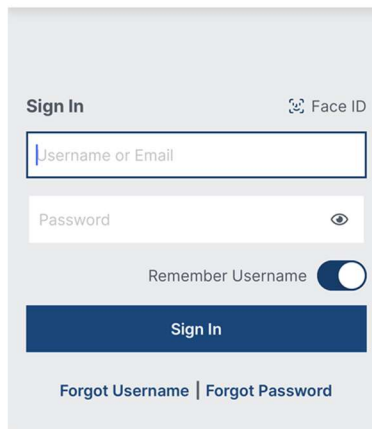 Sign In Face ID
Username or Email
Password
Remember Username
Sign In
Forgot Username | Forgot Password